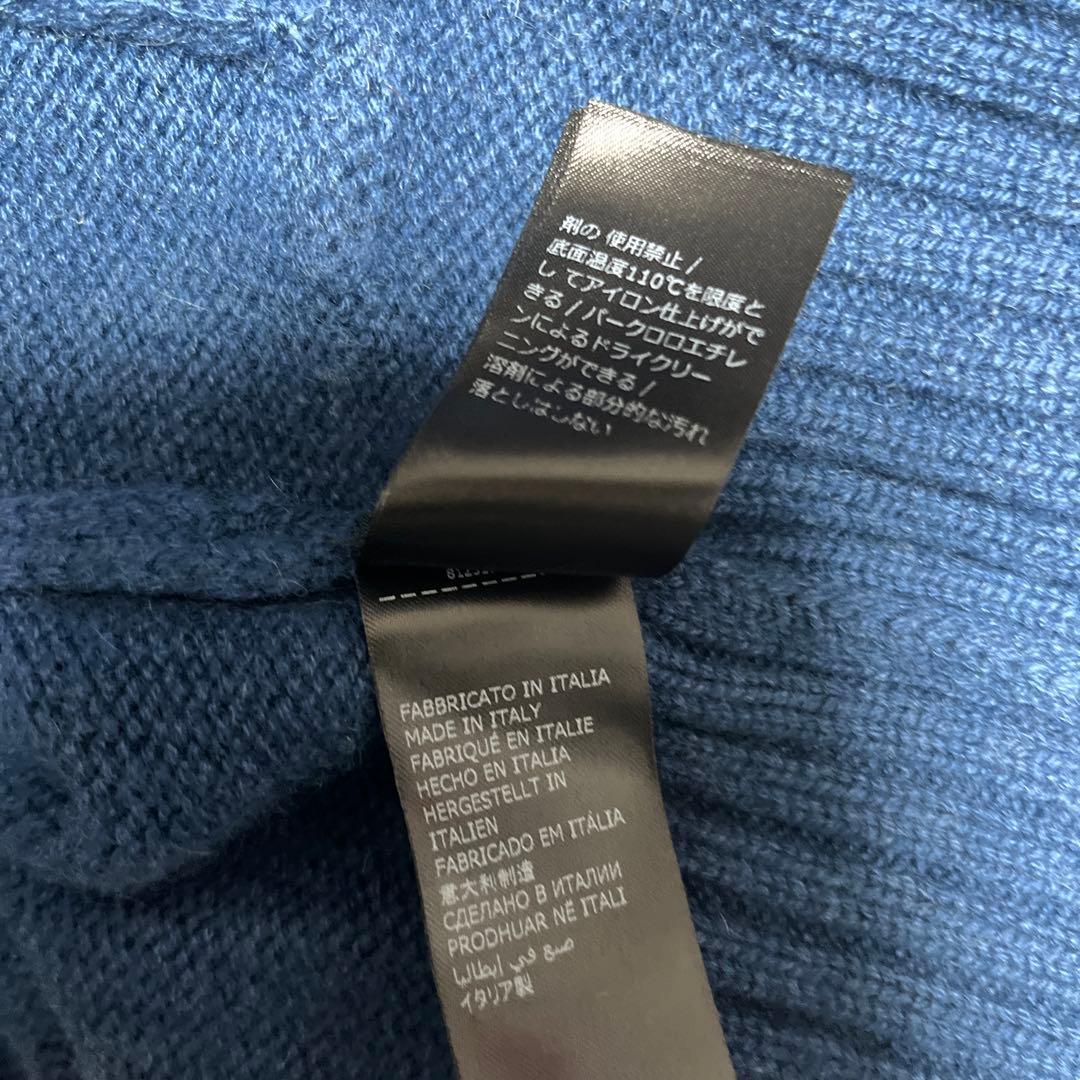 剤の 使用禁止 /
底面温度110℃を限度と
し てアイロン仕上げがで
きる / パークロロエチレ
ンによるドライクリー
ニングができる /
溶剤による部分的な汚れ
落としはしない
FABBRICATO IN ITALIA
MADE IN ITALY
FABRIQUÉ EN ITALIE
HECHO EN ITALIA
HERGESTELLT IN
ITALIEN
FABRICADO EM ITÁLIA
意大利制造
СДЕЛАНО В ИТАЛИИ
PRODHUAR NË ITALI
صنع في ايطاليا
イタリア製